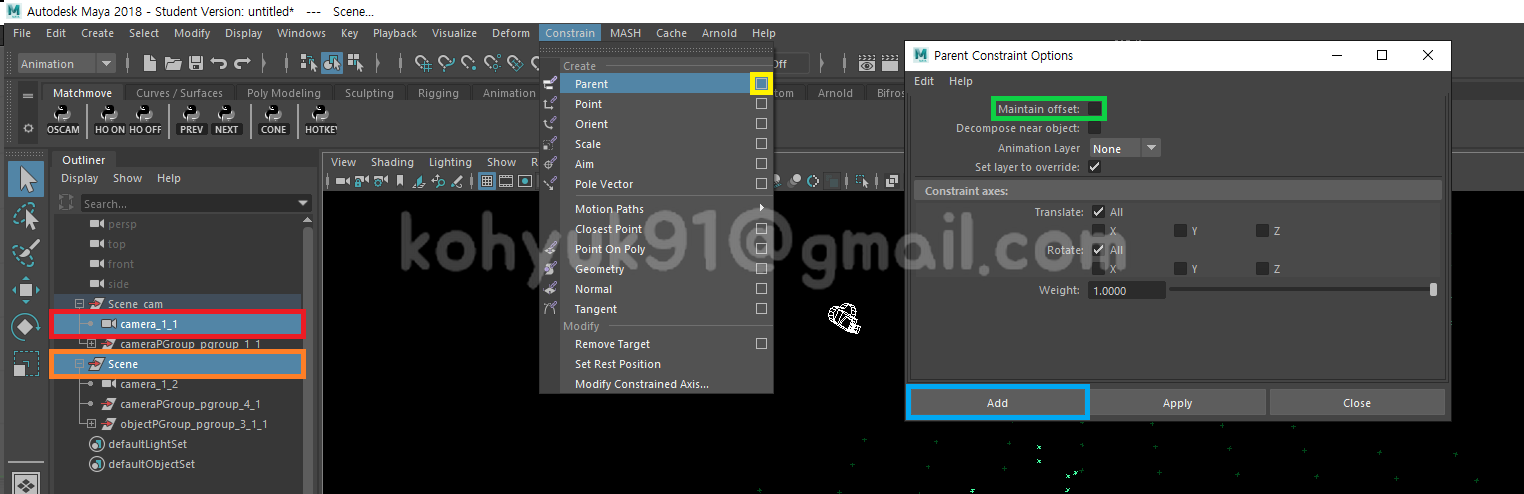 Autodesk Maya 2018 - Student Version: untitled*   ---   Scene...
File Edit Create Select Modify Display Windows Key Playback Visualize Deform Constrain MASH Cache Arnold Help
Animation
Off
Matchmove Curves / Surfaces Poly Modeling Sculpting Rigging Animation tom Arnold Bifros
OSCAM HO ON HO OFF PREV NEXT CONE HOTKEY
Outliner
Display Show Help
Search...
persp
top
front
side
Scene_cam
camera_1_1
cameraPGroup_pgroup_1_1
Scene
camera_1_2
cameraPGroup_pgroup_4_1
objectPGroup_pgroup_3_1_1
defaultLightSet
defaultObjectSet
View Shading Lighting Show R
Create
Parent
Point
Orient
Scale
Aim
Pole Vector
Motion Paths
Closest Point
Point On Poly
Geometry
Normal
Tangent
Modify
Remove Target
Set Rest Position
Modify Constrained Axis...
Parent Constraint Options
Edit Help
Maintain offset:
Decompose near object:
Animation Layer None
Set layer to override:
Constraint axes:
Translate: All
X Y Z
Rotate: All
X Y Z
Weight: 1.0000
Add Apply Close
kohyuk91@gmail.com